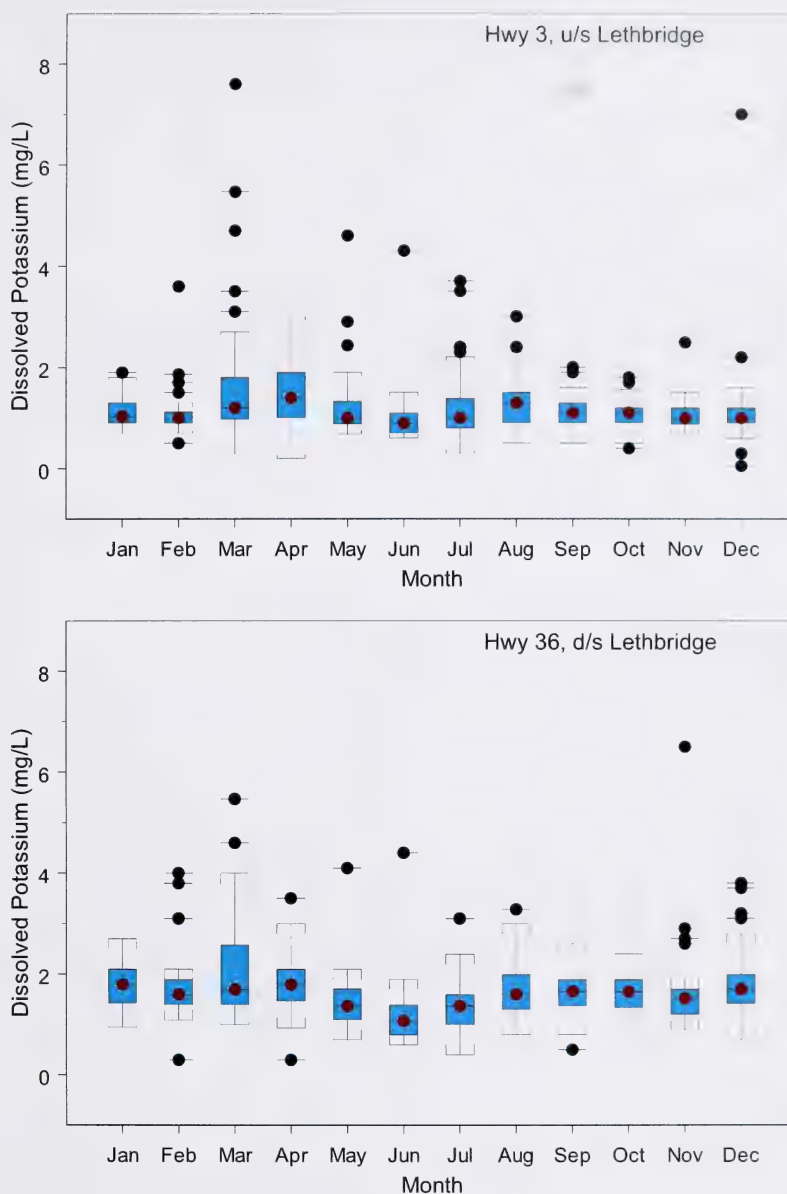 Hwy 3, u/s Lethbridge
Dissolved Potassium (mg/L)
8
6
4
2
0
Jan Feb Mar Apr May Jun Jul Aug Sep Oct Nov Dec
Month
Hwy 36, d/s Lethbridge
Dissolved Potassium (mg/L)
8
6
4
2
0
Jan Feb Mar Apr May Jun Jul Aug Sep Oct Nov Dec
Month